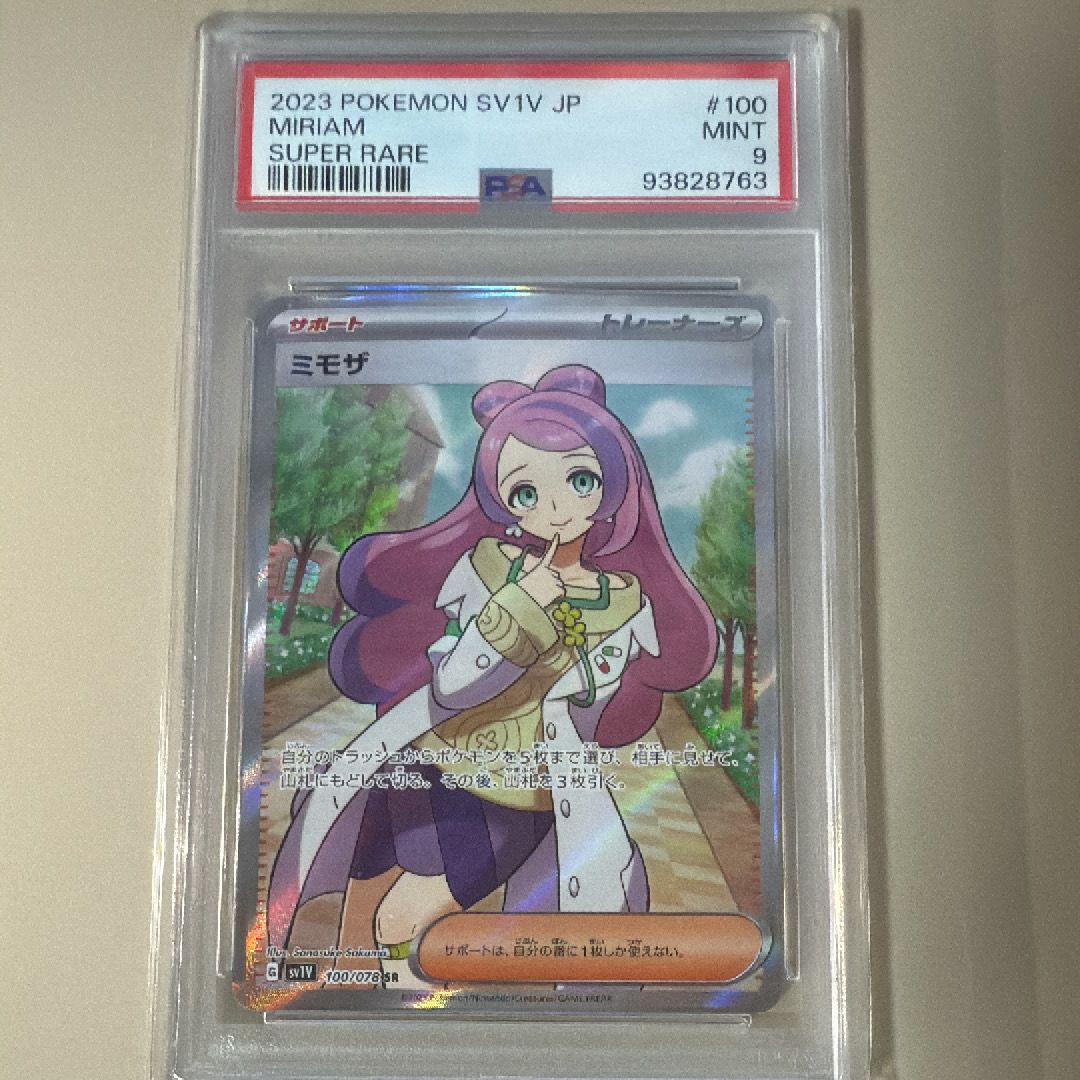 2023 POKEMON SV1V JP #100
MIRIAM MINT
SUPER RARE 9
PSA 93828763
サポート トレーナーズ
ミモザ
自分のトラッシュからポケモンを5枚まで選び、相手に見せて、
山札にもどして切る。その後、山札を3枚引く。
サポートは、自分の番に1枚しか使えない。
Illus. Sanosuke Sakuma
G sv1V 100/078 SR